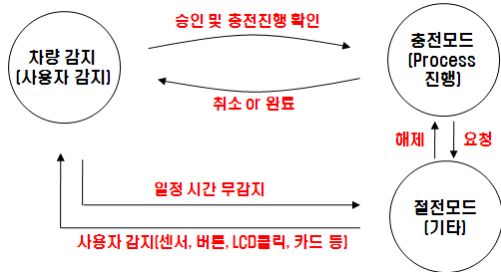 승인 및 충전진행 확인
차량 감지
(사용자 감지)
충전모드
(Process
진행)
취소 or 완료
해제
요청
일정 시간 무감지
절전모드
(기타)
사용자 감지(센서, 버튼, LCD클릭, 카드 등)